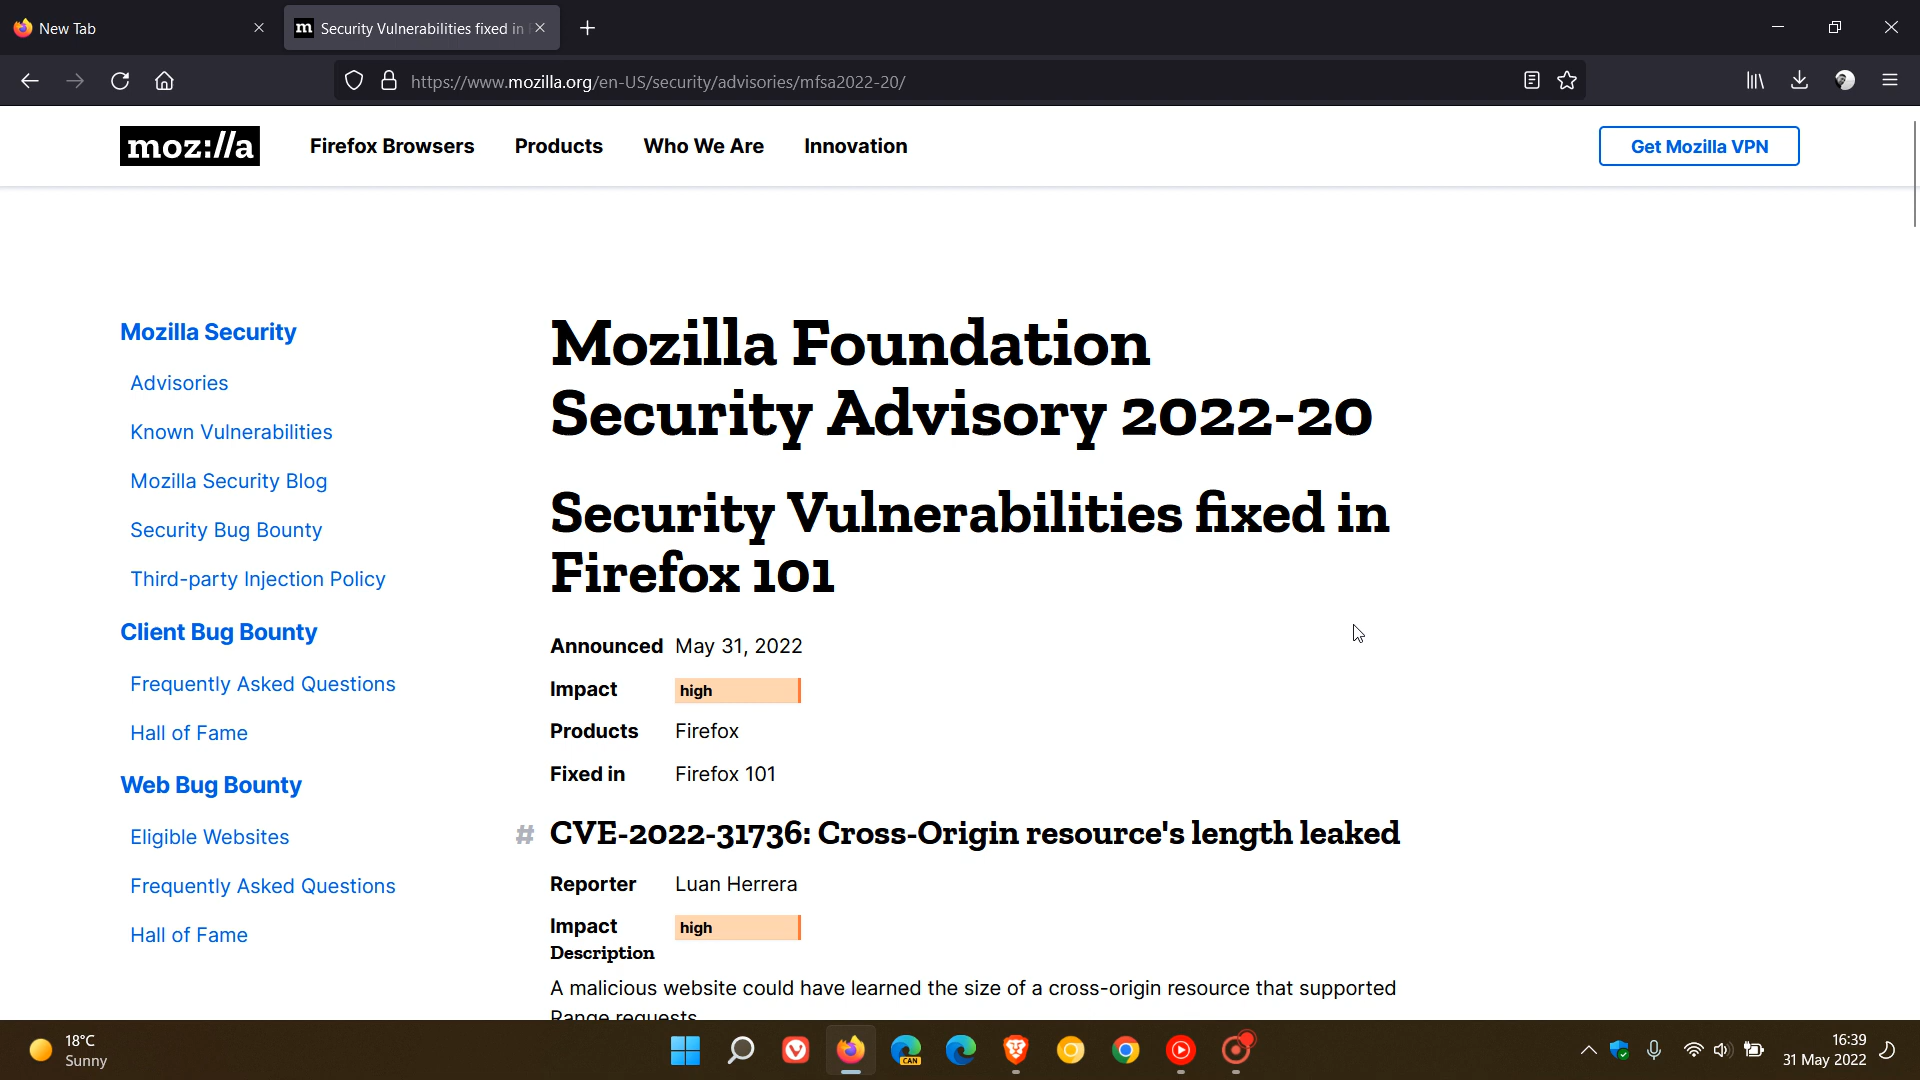 New Tab
m Security Vulnerabilities fixed in
https://www.mozilla.org/en-US/security/advisories/mfsa2022-20/
moz://a
Firefox Browsers
Products
Who We Are
Innovation
Get Mozilla VPN
Mozilla Security
Advisories
Known Vulnerabilities
Mozilla Security Blog
Security Bug Bounty
Third-party Injection Policy
Client Bug Bounty
Frequently Asked Questions
Hall of Fame
Web Bug Bounty
Eligible Websites
Frequently Asked Questions
Hall of Fame
Mozilla Foundation
Security Advisory 2022-20
Security Vulnerabilities fixed in
Firefox 101
Announced May 31, 2022
Impact high
Products Firefox
Fixed in Firefox 101
# CVE-2022-31736: Cross-Origin resource's length leaked
Reporter Luan Herrera
Impact high
Description
A malicious website could have learned the size of a cross-origin resource that supported
Range requests.
18°C
Sunny
CAN
16:39
31 May 2022